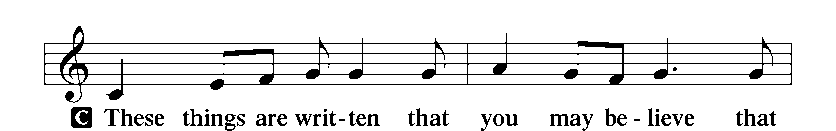 C These things are writ-ten that you may be-lieve that